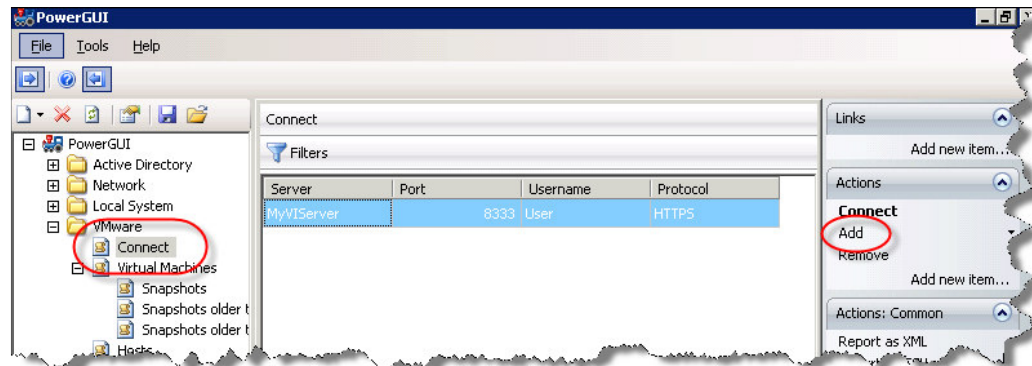 PowerGUI
File Tools Help
PowerGUI
Active Directory
Network
Local System
VMware
Connect
Virtual Machines
Snapshots
Snapshots older t
Snapshots older t
Hosts
Connect
Filters
Server Port Username Protocol
MyVIServer 8333 User HTTPS
Links
Add new item...
Actions
Connect
Add
Remove
Add new item...
Actions: Common
Report as XML